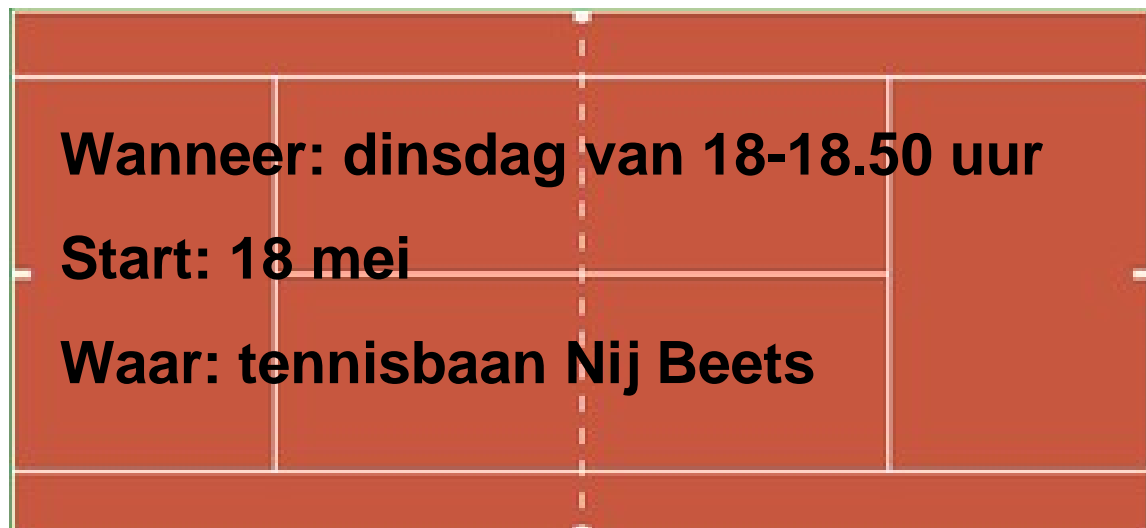 Wanneer: dinsdag van 18-18.50 uur
Start: 18 mei
Waar: tennisbaan Nij Beets